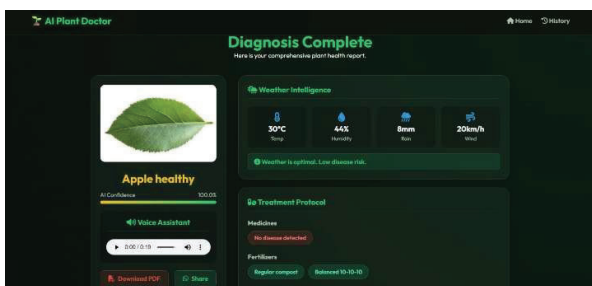 AI Plant Doctor
Home History
Diagnosis Complete
Here is your comprehensive plant health report.
Apple healthy
AI Confidence 100.0%
Voice Assistant
0:00 / 0:19
Download PDF Share
Weather Intelligence
30°C 44% 8mm 20km/h
Temp Humidity Rain Wind
Weather is optimal. Low disease risk.
Treatment Protocol
Medicines
No disease detected
Fertilizers
Regular compost Balanced 10-10-10